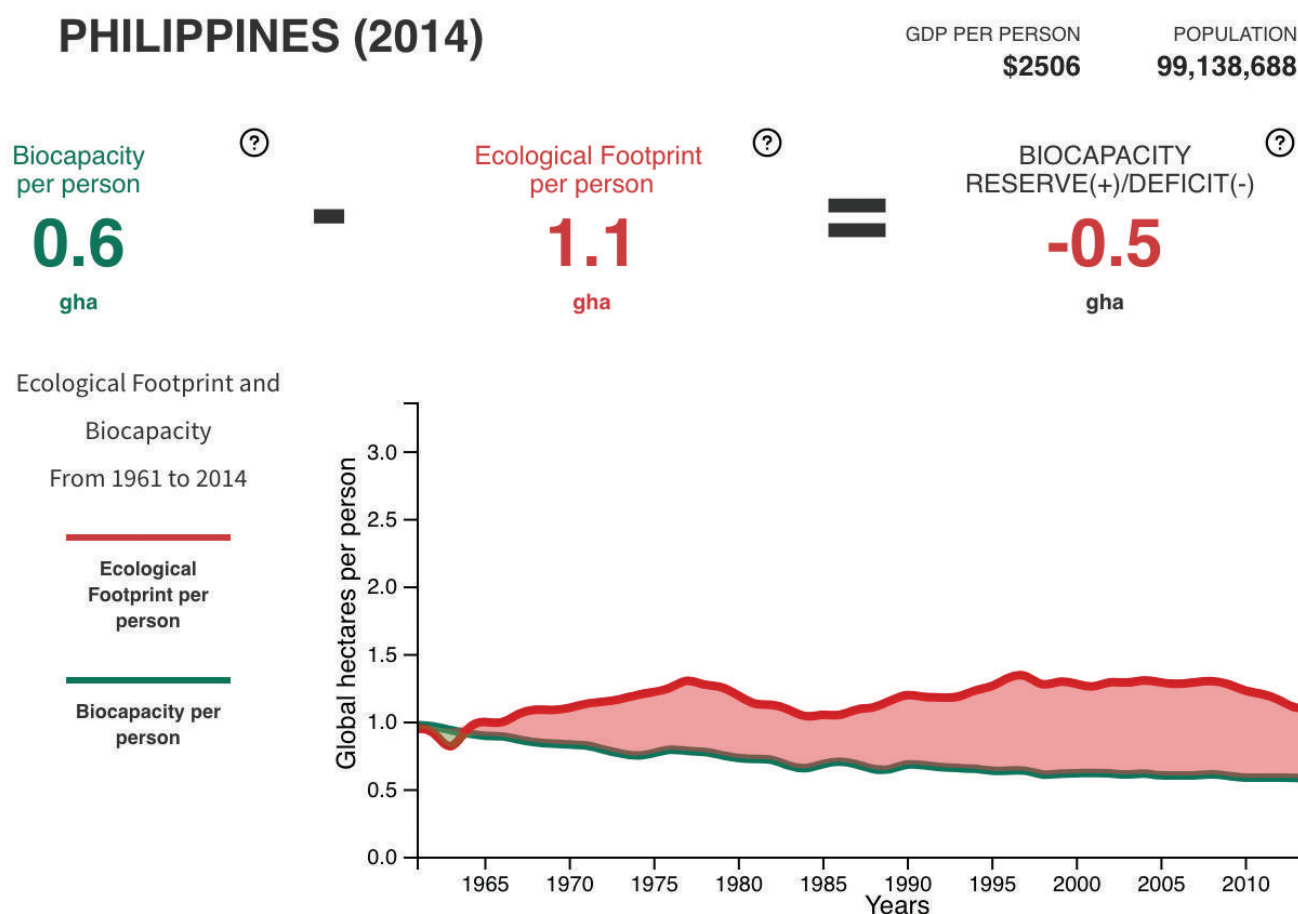 PHILIPPINES (2014)
GDP PER PERSON
$2506
POPULATION
99,138,688
Biocapacity
per person
?
0.6
gha
-
Ecological Footprint
per person
?
1.1
gha
=
BIOCAPACITY
RESERVE(+)/DEFICIT(-)
?
-0.5
gha
Ecological Footprint and
Biocapacity
From 1961 to 2014
Ecological
Footprint per
person
Biocapacity per
person
Global hectares per person
3.0
2.5
2.0
1.5
1.0
0.5
0.0
1965 1970 1975 1980 1985 1990 1995 2000 2005 2010
Years